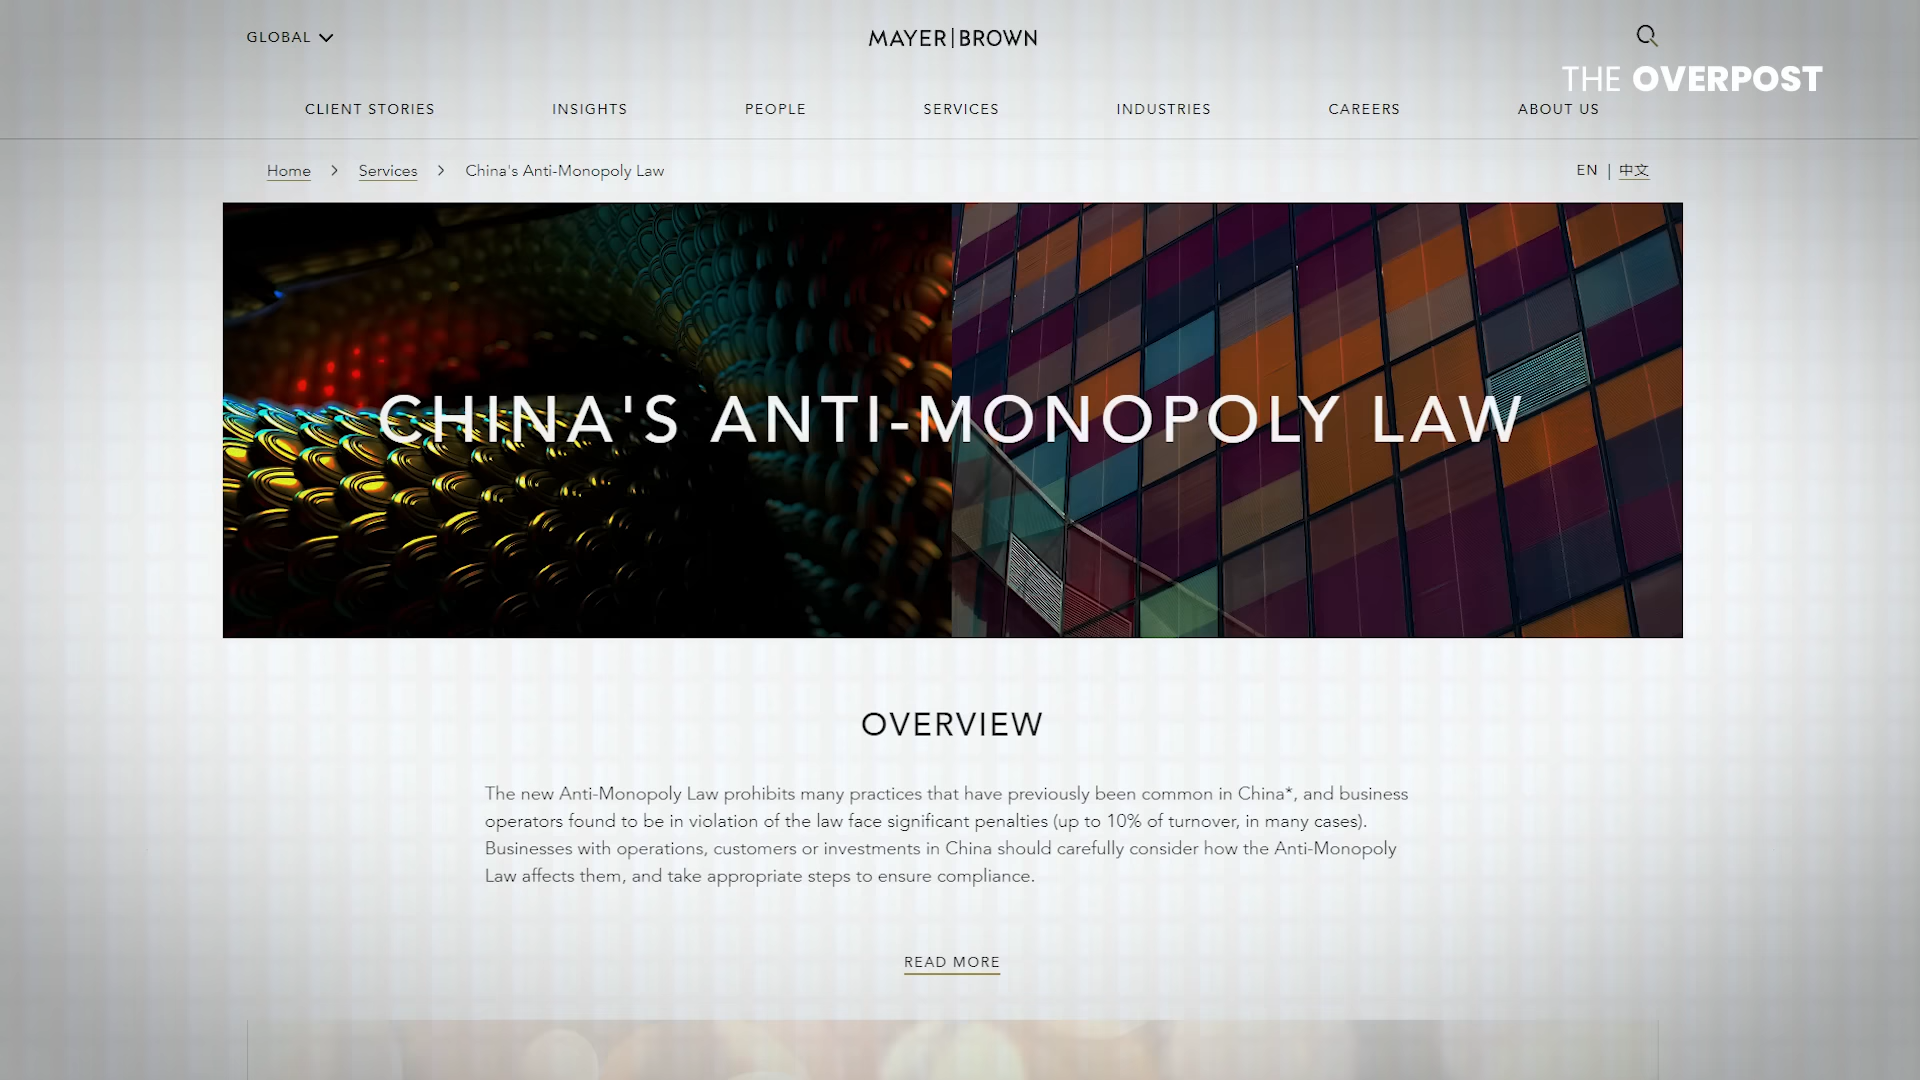 GLOBAL
MAYER|BROWN
THE OVERPOST
CLIENT STORIES
INSIGHTS
PEOPLE
SERVICES
INDUSTRIES
CAREERS
ABOUT US
Home > Services > China's Anti-Monopoly Law
EN | 中文
CHINA'S ANTI-MONOPOLY LAW
OVERVIEW
The new Anti-Monopoly Law prohibits many practices that have previously been common in China*, and business
operators found to be in violation of the law face significant penalties (up to 10% of turnover, in many cases).
Businesses with operations, customers or investments in China should carefully consider how the Anti-Monopoly
Law affects them, and take appropriate steps to ensure compliance.
READ MORE